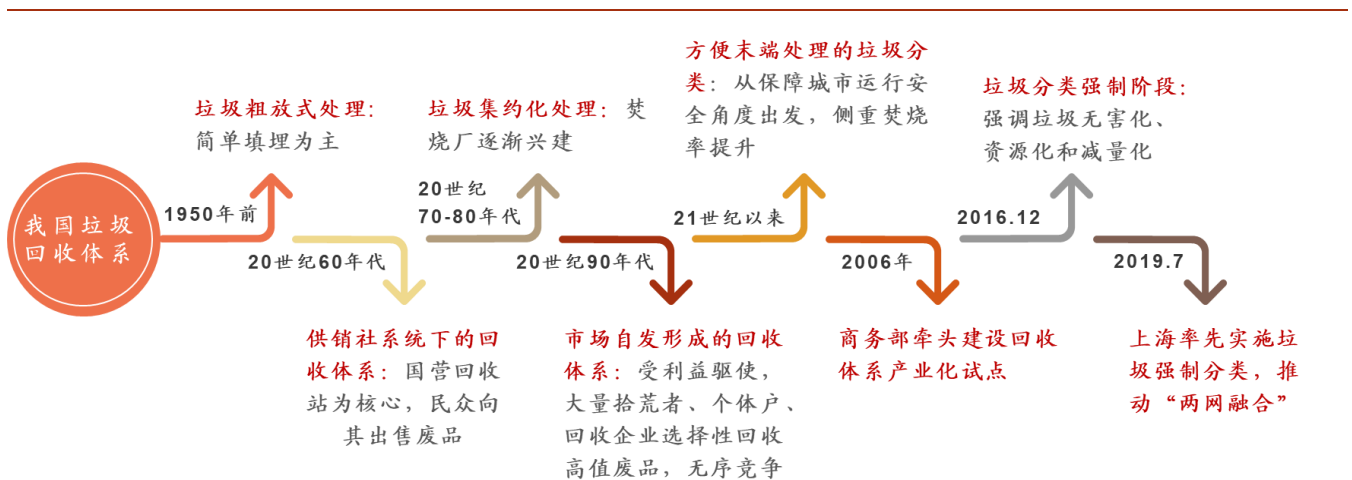 我国垃圾
回收体系
1950年前
垃圾粗放式处理：
简单填埋为主
20世纪60年代
供销社系统下的回
收体系：国营回收
站为核心，民众向
其出售废品
20世纪
70-80年代
垃圾集约化处理：焚
烧厂逐渐兴建
20世纪90年代
市场自发形成的回收
体系：受利益驱使，
大量拾荒者、个体户、
回收企业选择性回收
高值废品，无序竞争
21世纪以来
方便末端处理的垃圾分
类：从保障城市运行安
全角度出发，侧重焚烧
率提升
2006年
商务部牵头建设回收
体系产业化试点
2016.12
垃圾分类强制阶段：
强调垃圾无害化、
资源化和减量化
2019.7
上海率先实施垃
圾强制分类，推
动“两网融合”